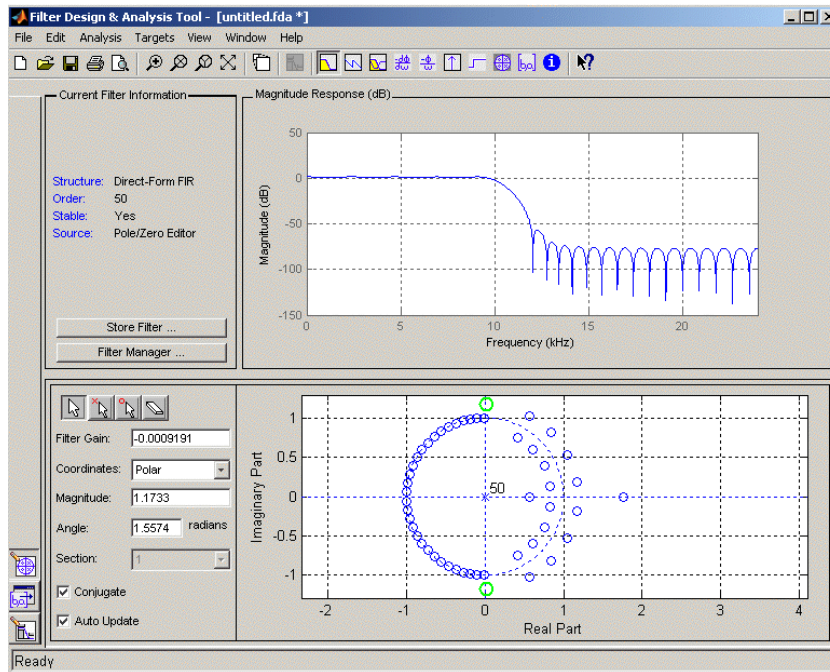 Filter Design & Analysis Tool - [untitled.fda *]
File Edit Analysis Targets View Window Help
Current Filter Information
Structure: Direct-Form FIR
Order: 50
Stable: Yes
Source: Pole/Zero Editor
Store Filter ...
Filter Manager ...
Magnitude Response (dB)
Magnitude (dB)
50
0
-50
-100
-150
0 5 10 15 20
Frequency (kHz)
Filter Gain: -0.0009191
Coordinates: Polar
Magnitude: 1.1733
Angle: 1.5574 radians
Section: 1
Conjugate
Auto Update
Imaginary Part
1
0.5
0
-0.5
-1
50
-2 -1 0 1 2 3 4
Real Part
Ready